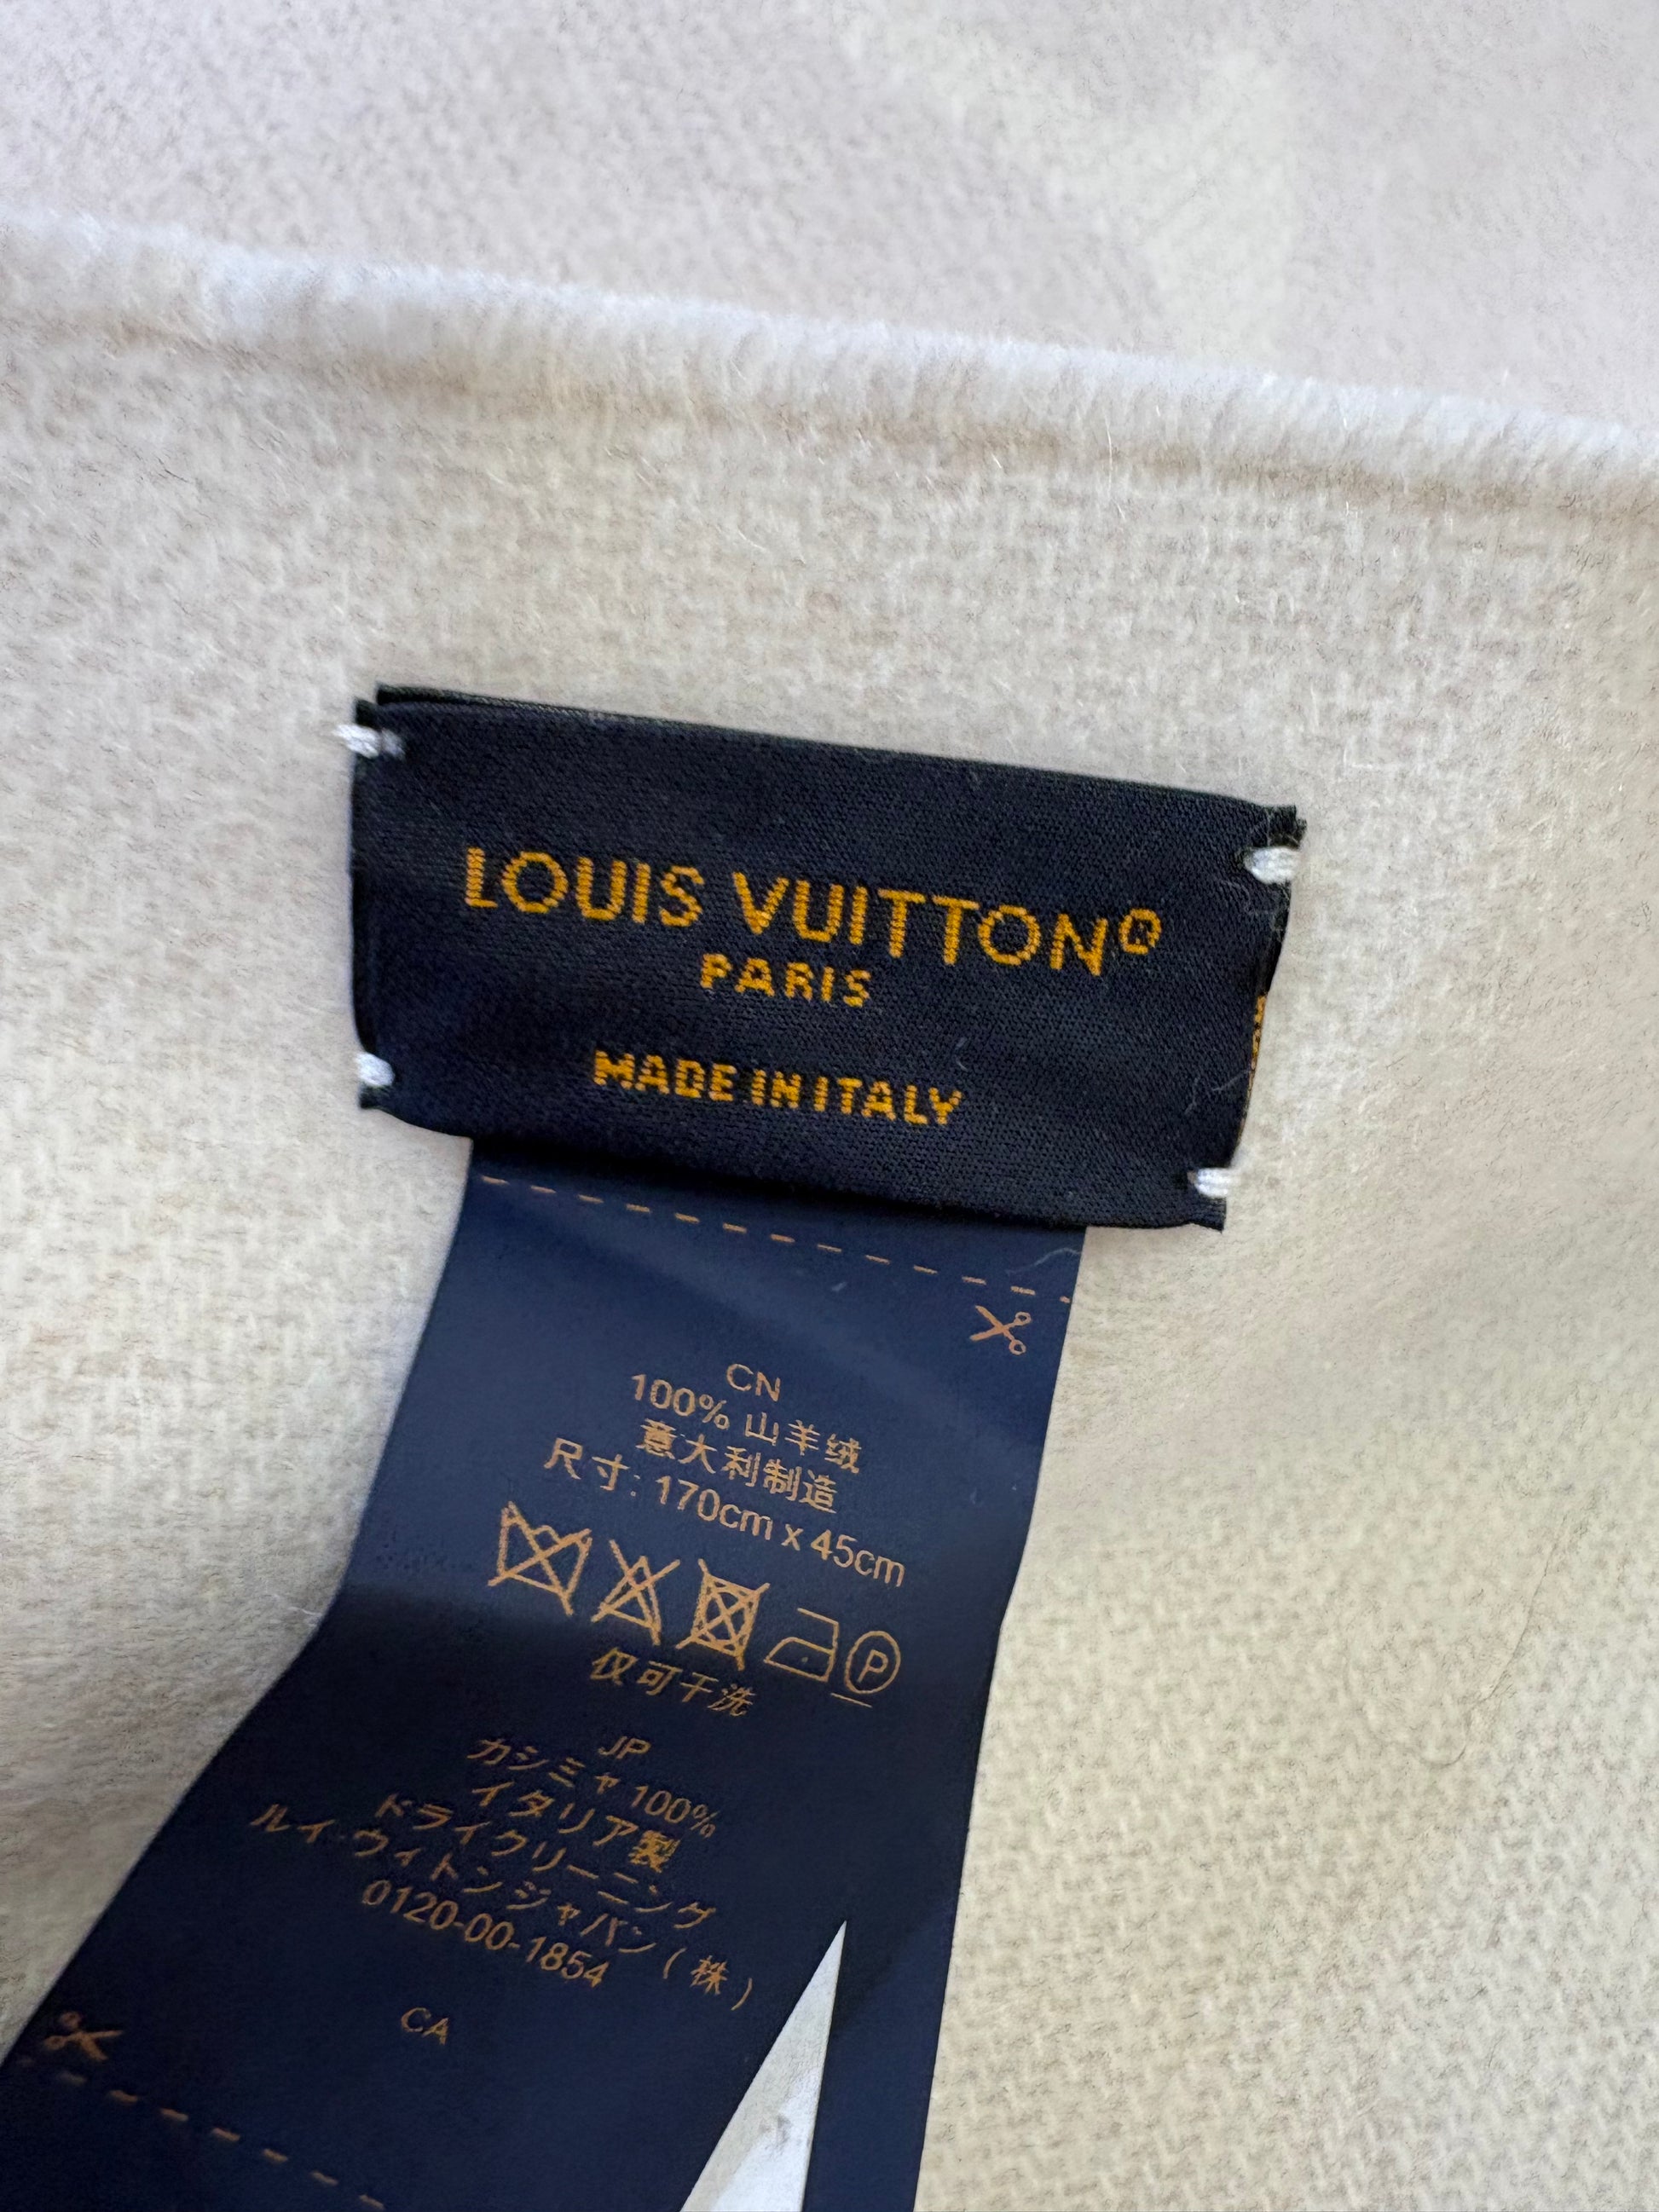 LOUIS VUITTON®
PARIS
MADE IN ITALY
CN
100% 山羊绒
意大利制造
尺寸: 170cm x 45cm
P
仅可干洗
JP
カシミヤ 100%
イタリア製
ドライクリーニング
ルイ・ウィトンジャパン (株)
0120-00-1854
CA